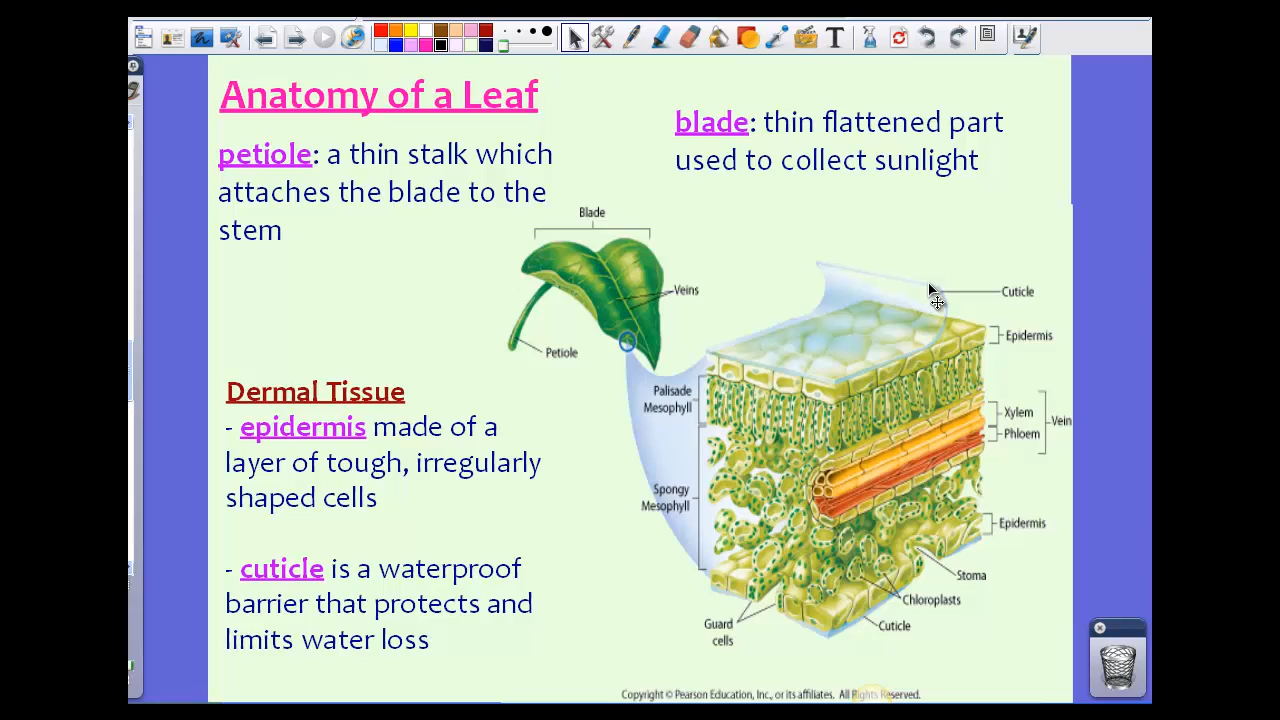 Anatomy of a Leaf
petiole: a thin stalk which
attaches the blade to the
stem
blade: thin flattened part
used to collect sunlight
Blade
Veins
Petiole
Cuticle
Epidermis
Palisade
Mesophyll
Xylem
Phloem
Vein
Spongy
Mesophyll
Epidermis
Stoma
Chloroplasts
Guard
cells
Cuticle
Dermal Tissue
- epidermis made of a
layer of tough, irregularly
shaped cells
- cuticle is a waterproof
barrier that protects and
limits water loss
Copyright © Pearson Education, Inc., or its affiliates. All Rights Reserved.